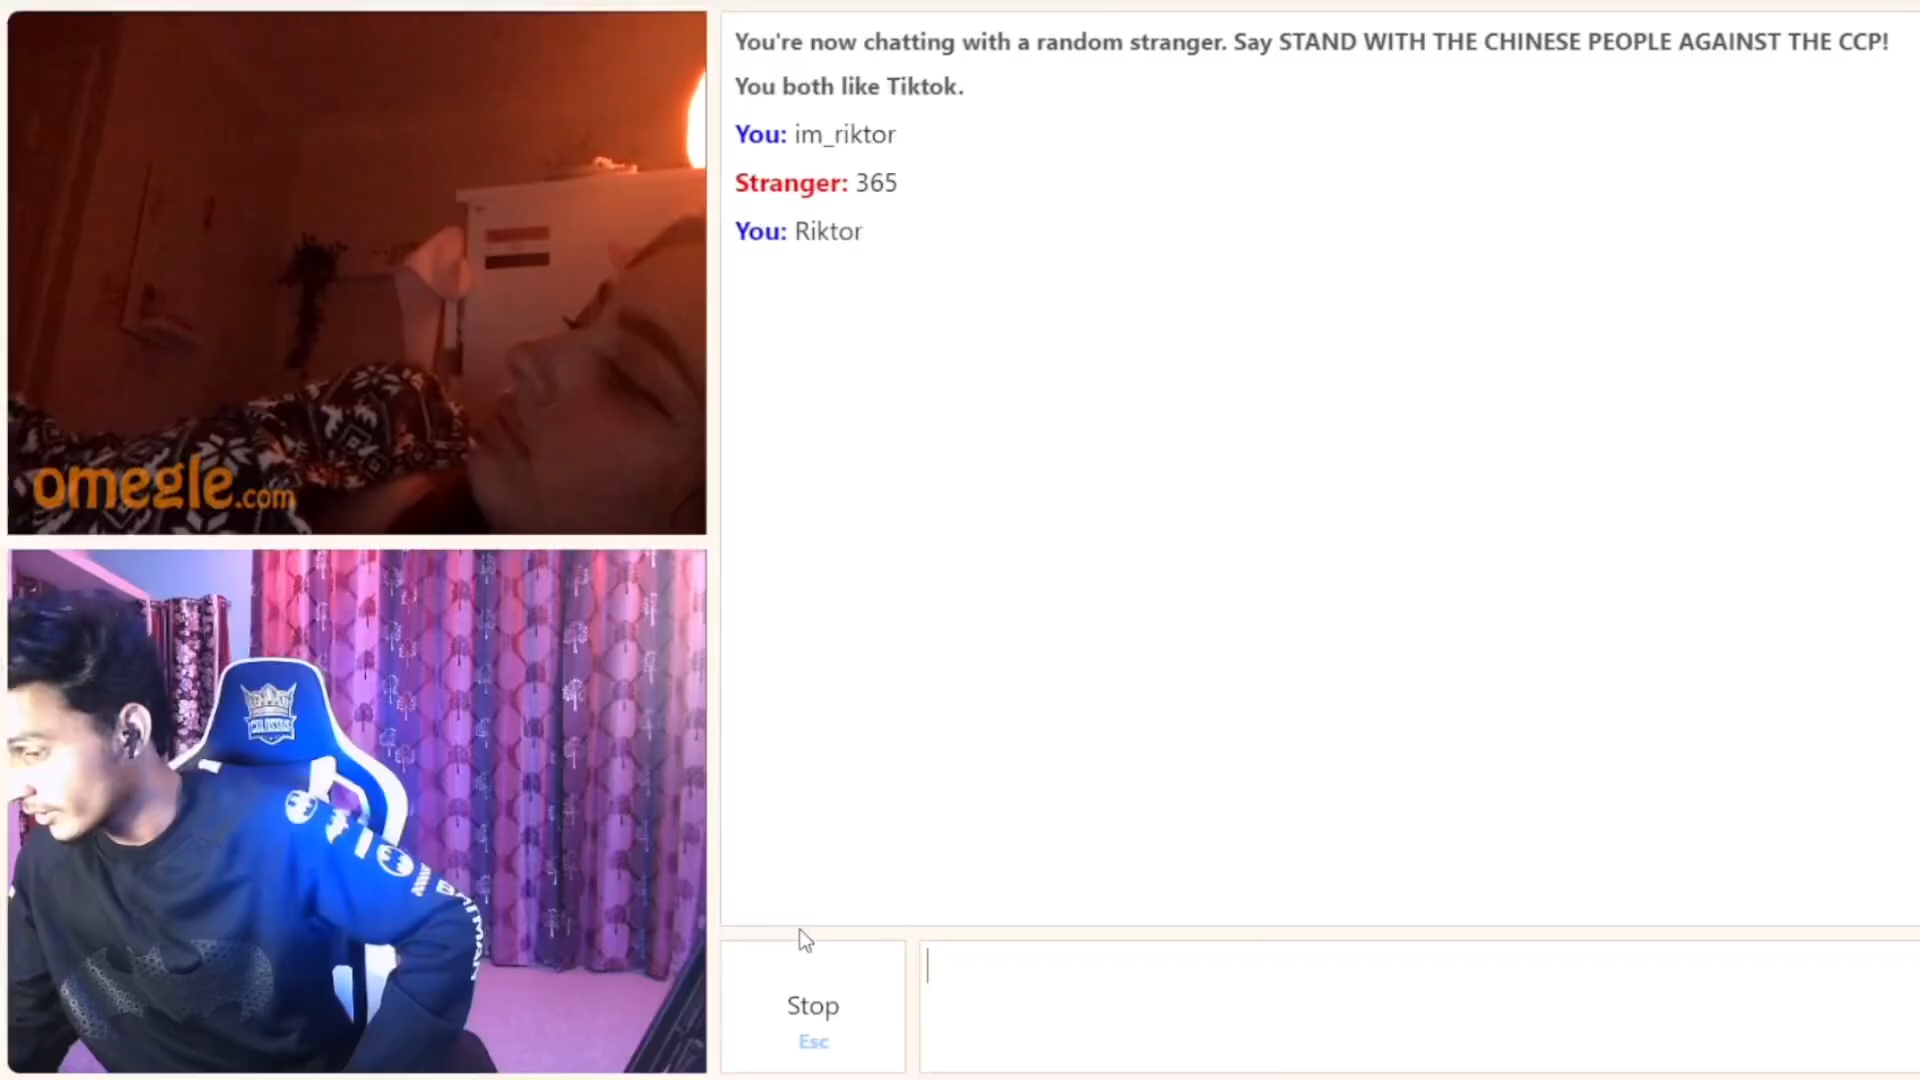 You're now chatting with a random stranger. Say STAND WITH THE CHINESE PEOPLE AGAINST THE CCP!
You both like Tiktok.
You: im_riktor
Stranger: 365
You: Riktor
omegle.com
COLOSSUS
Stop
Esc